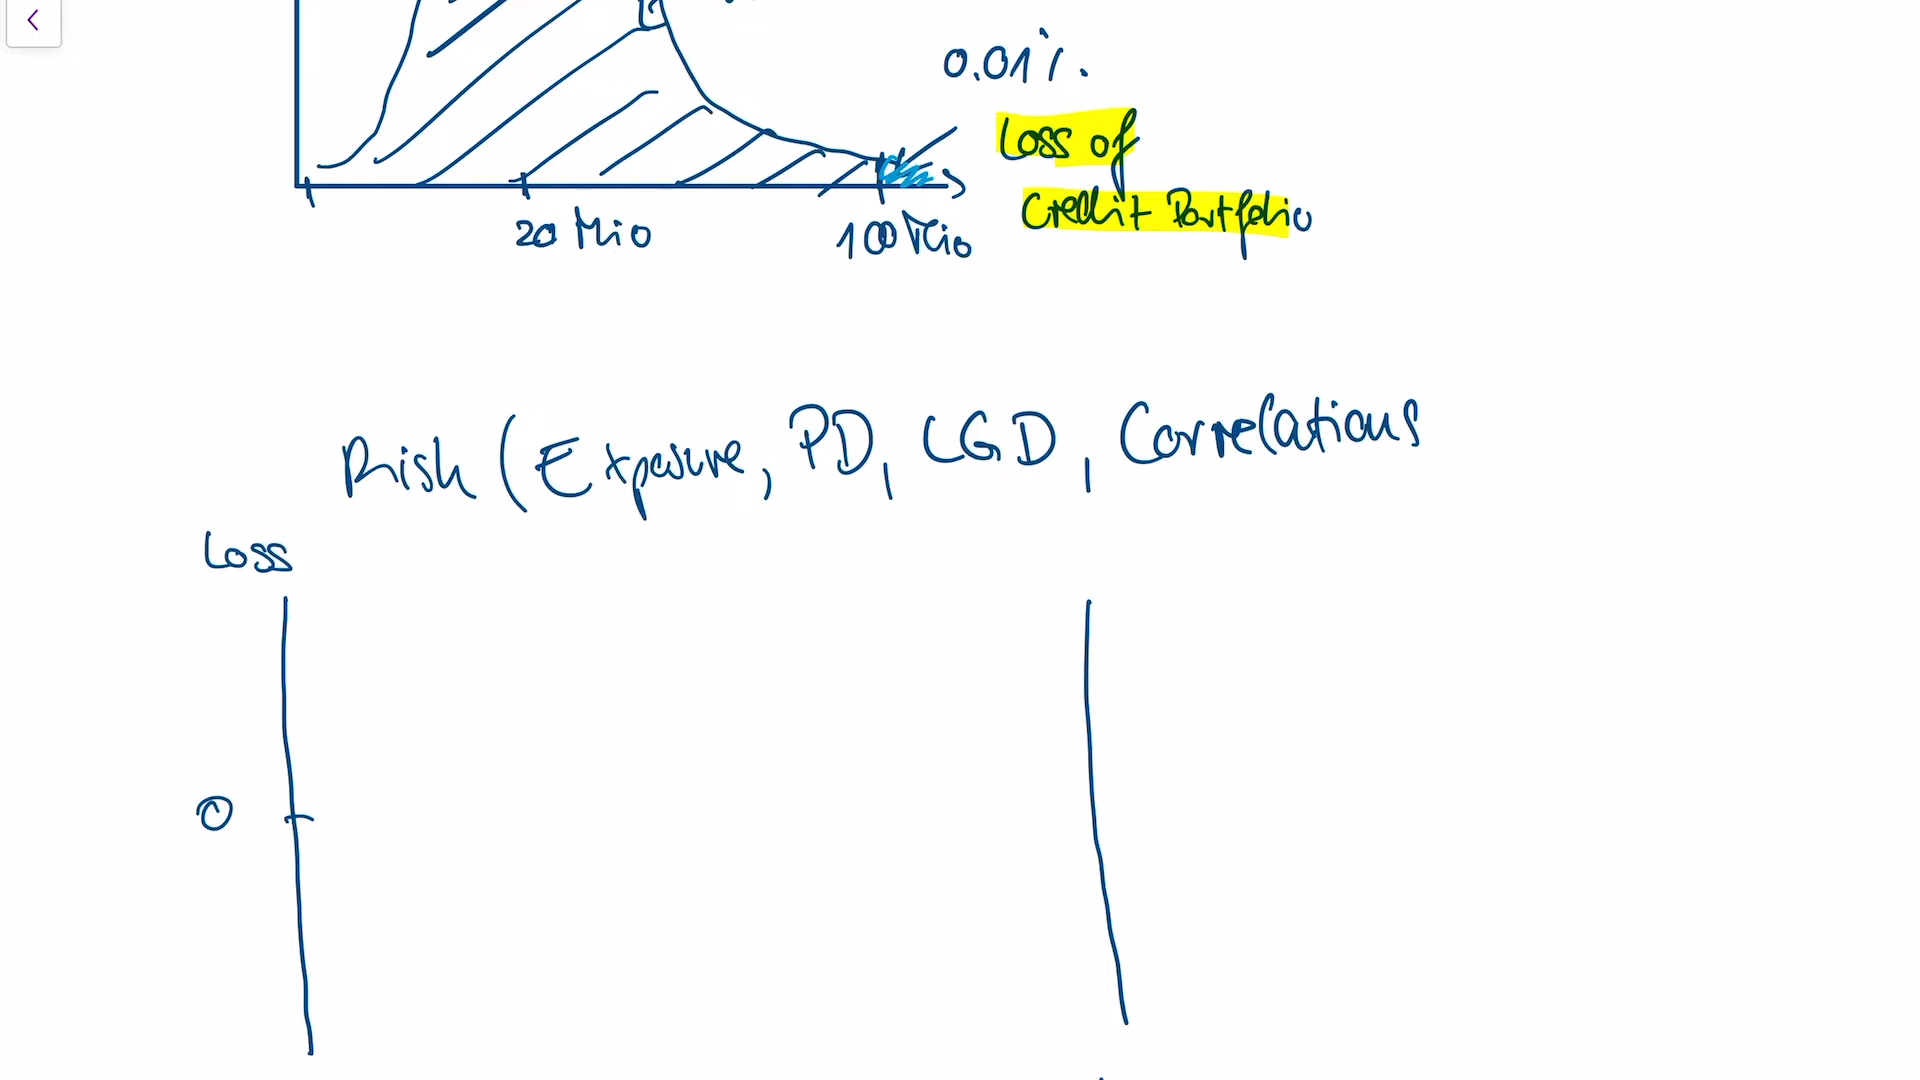 0.01%.
Loss of
Credit Portfolio
20 Mio
100 Mio
Risk (Exposure, PD, LGD, Correlations
Loss
0